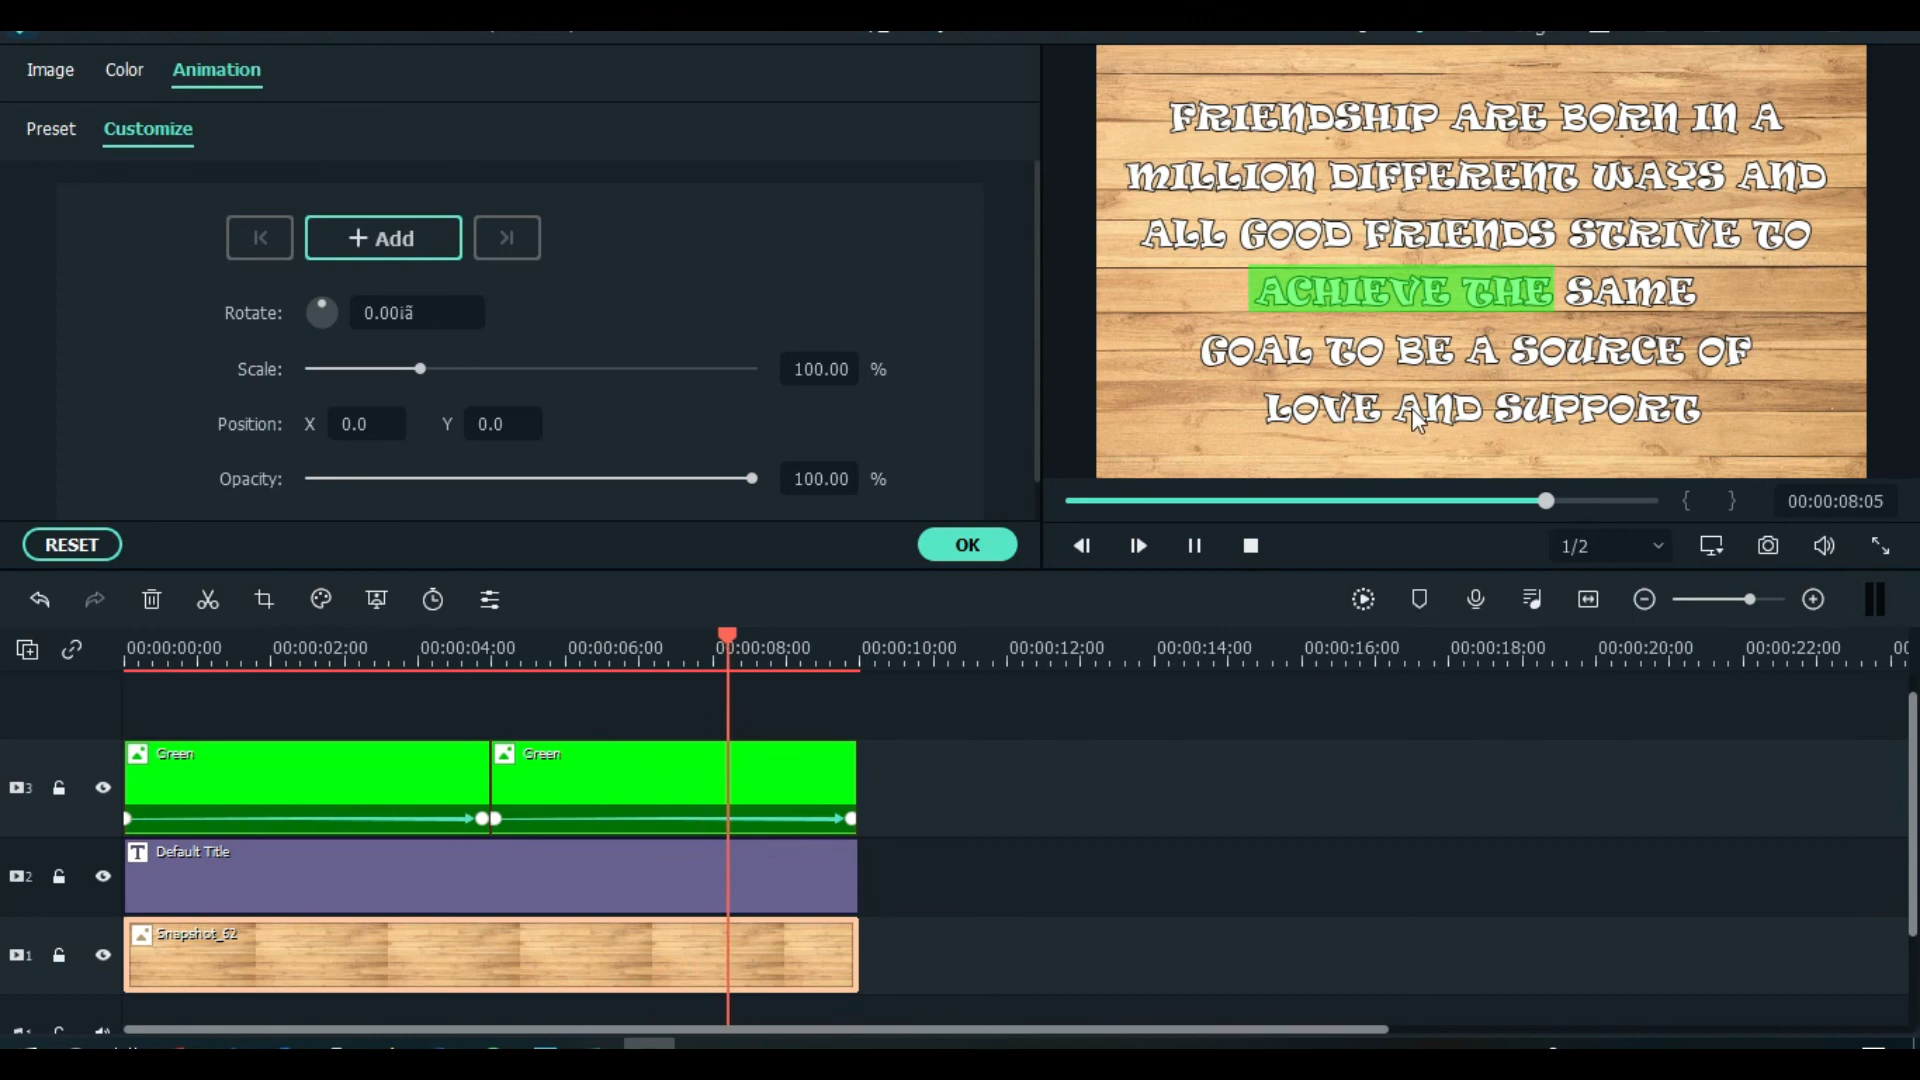 Image Color Animation
Preset Customize
+ Add
Rotate: 0.00iã
Scale: 100.00 %
Position: X 0.0 Y 0.0
Opacity: 100.00 %
RESET OK
FRIENDSHIP ARE BORN IN A
MILLION DIFFERENT WAYS AND
ALL GOOD FRIENDS STRIVE TO
ACHIEVE THE SAME
GOAL TO BE A SOURCE OF
LOVE AND SUPPORT
{ } 00:00:08:05
1/2
00:00:00:00 00:00:02:00 00:00:04:00 00:00:06:00 00:00:08:00 00:00:10:00 00:00:12:00 00:00:14:00 00:00:16:00 00:00:18:00 00:00:20:00 00:00:22:00
3 Green Green
2 T Default Title
1 Snapshot_62